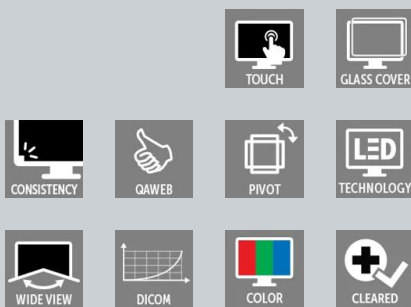 TOUCH
GLASS COVER
CONSISTENCY
QAWEB
PIVOT
LED
TECHNOLOGY
WIDE VIEW
DICOM
COLOR
CLEARED